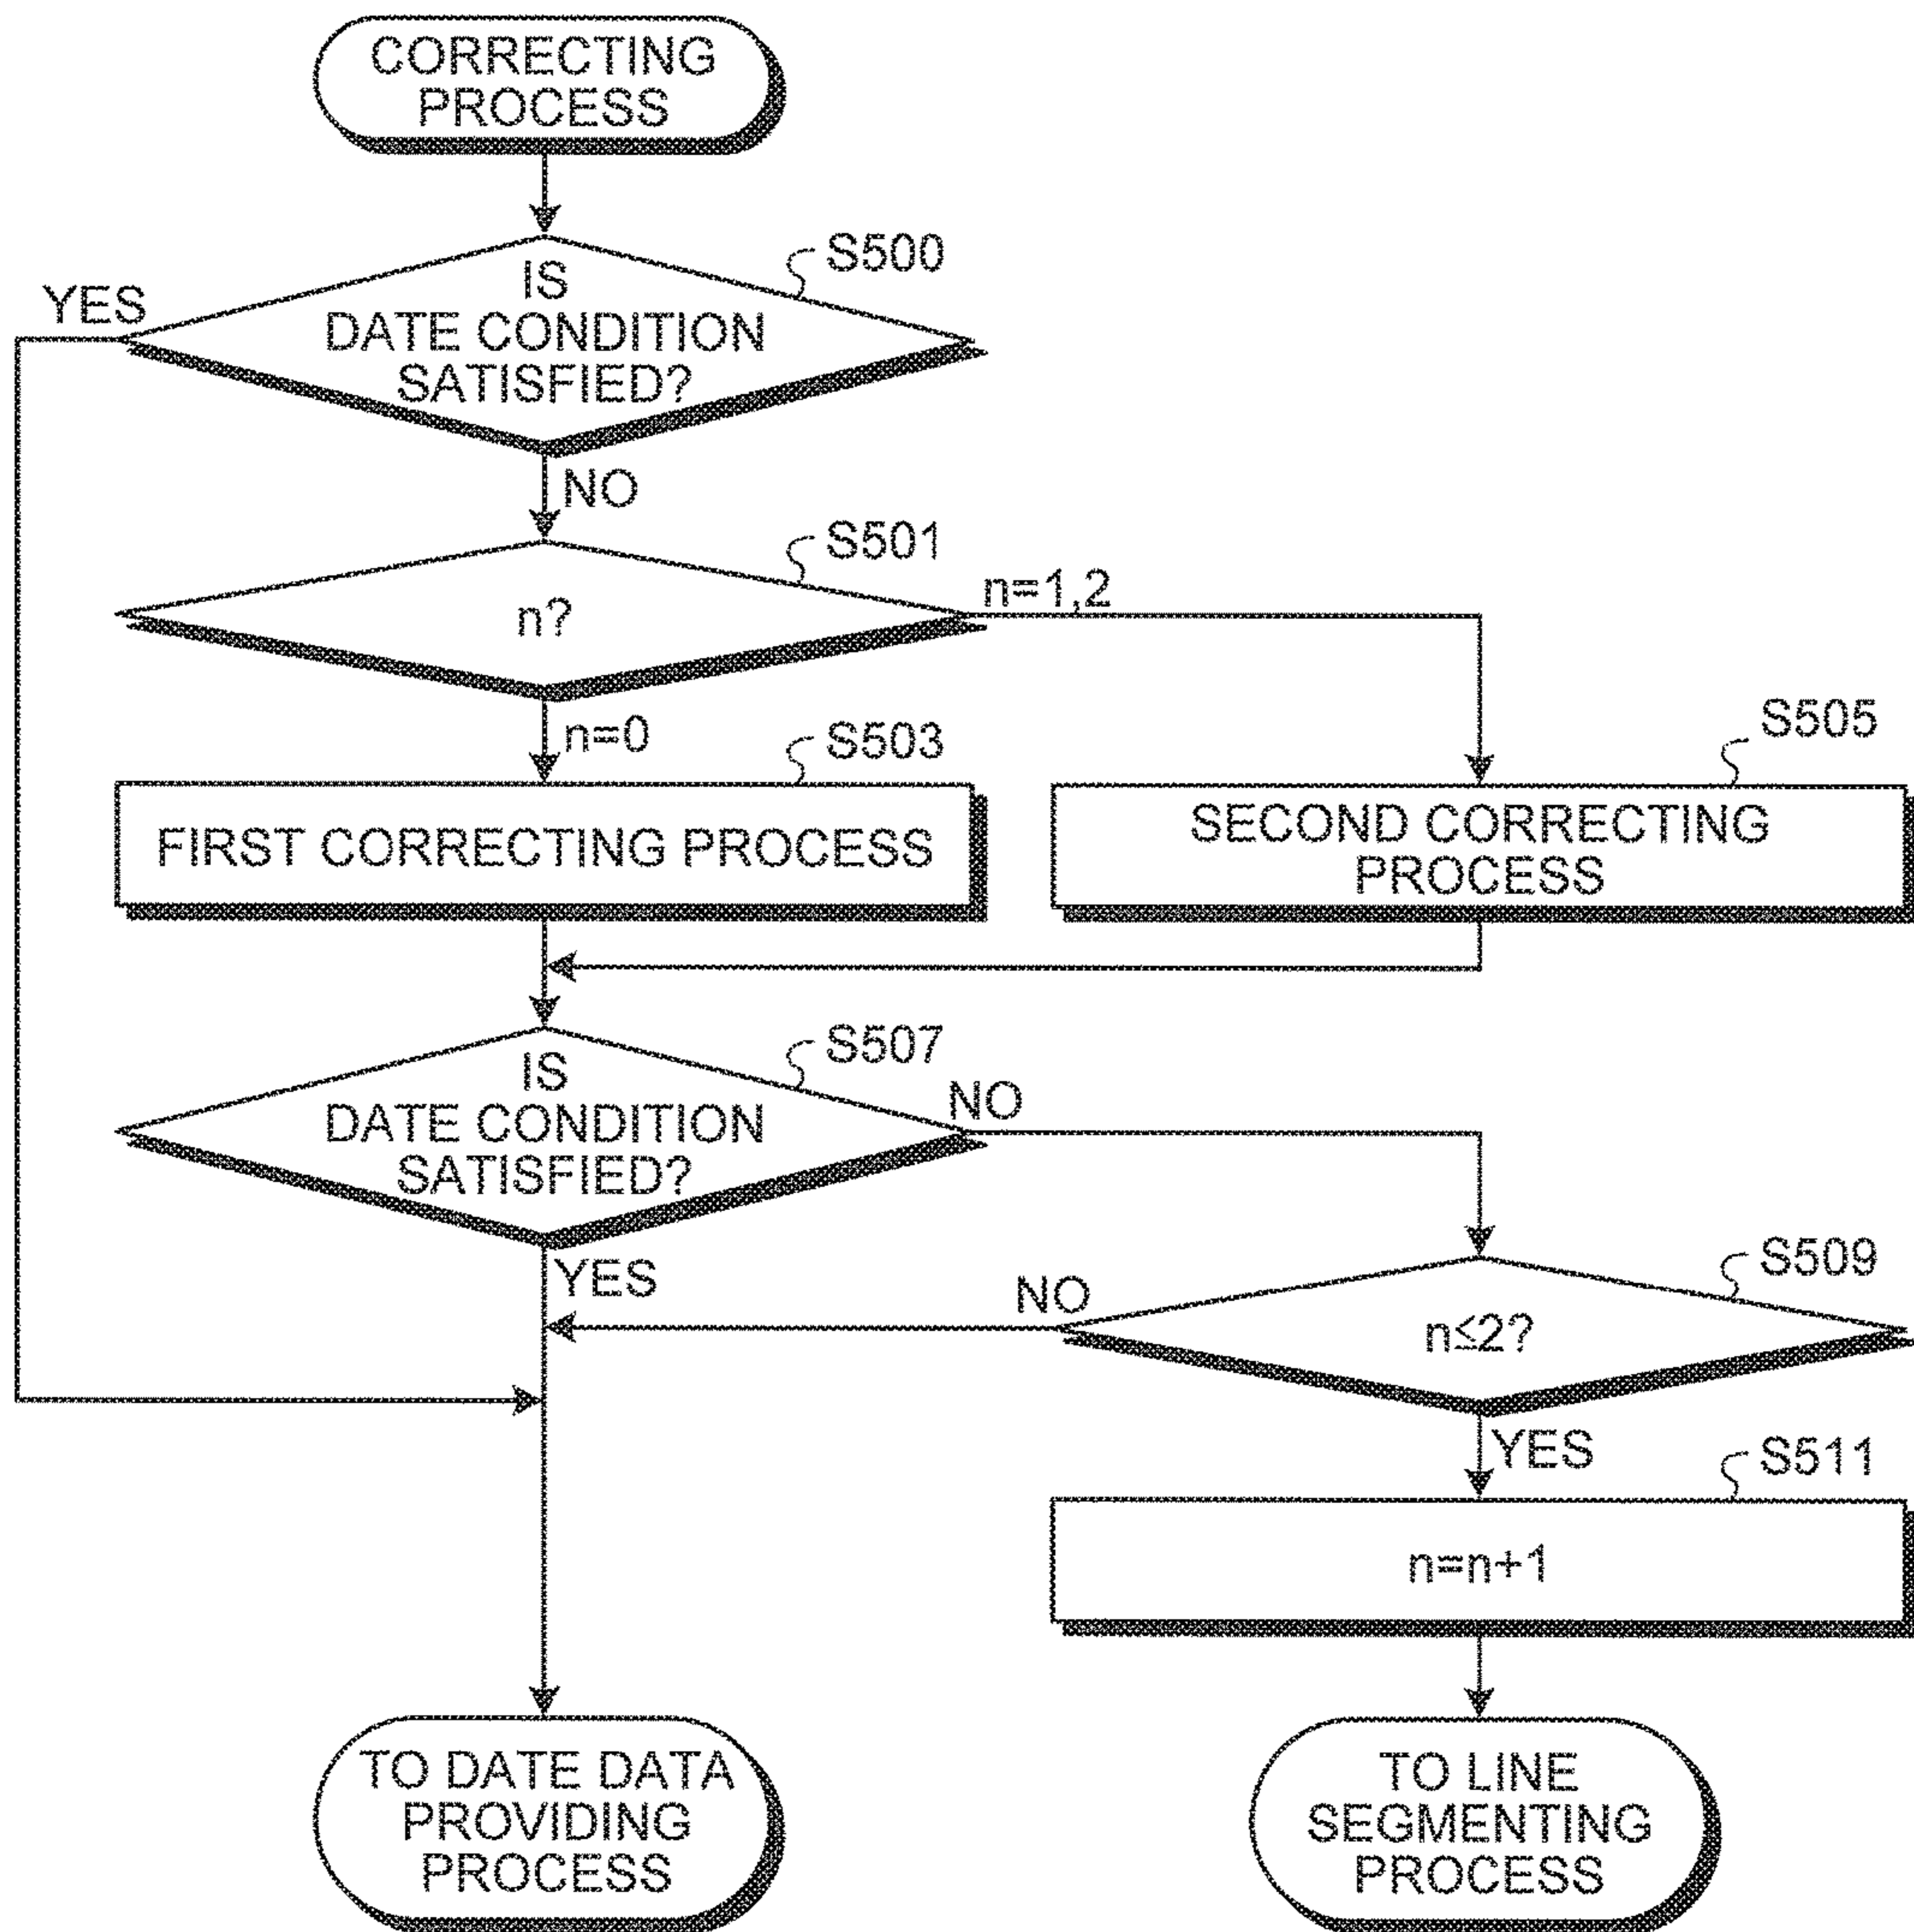 CORRECTING
PROCESS
S500
IS
DATE CONDITION
SATISFIED?
YES
NO
S501
n?
n=1,2
n=0
S503
FIRST CORRECTING PROCESS
S505
SECOND CORRECTING
PROCESS
S507
IS
DATE CONDITION
SATISFIED?
NO
YES
S509
n≤2?
NO
YES
S511
n=n+1
TO DATE DATA
PROVIDING
PROCESS
TO LINE
SEGMENTING
PROCESS